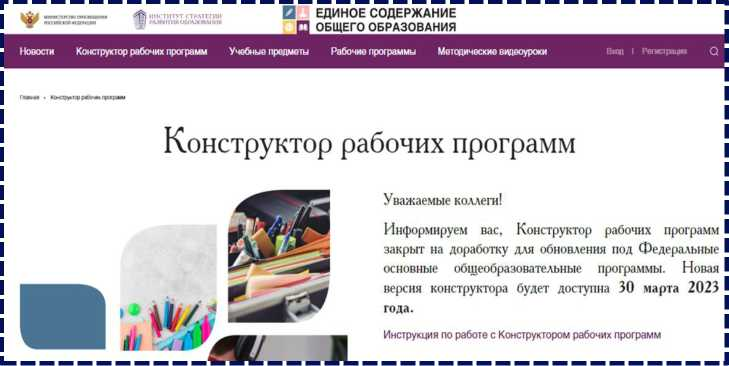 МИНИСТЕРСТВО ПРОСВЕЩЕНИЯ
РОССИЙСКОЙ ФЕДЕРАЦИИ
ИНСТИТУТ СТРАТЕГИИ
РАЗВИТИЯ ОБРАЗОВАНИЯ
ЕДИНОЕ СОДЕРЖАНИЕ
ОБЩЕГО ОБРАЗОВАНИЯ
Новости Конструктор рабочих программ Учебные предметы Рабочие программы Методические видеоуроки Вход | Регистрация
Главная • Конструктор рабочих программ
Конструктор рабочих программ
Уважаемые коллеги!
Информируем вас, Конструктор рабочих программ
закрыт на доработку для обновления под Федеральные
основные общеобразовательные программы. Новая
версия конструктора будет доступна 30 марта 2023
года.
Инструкция по работе с Конструктором рабочих программ